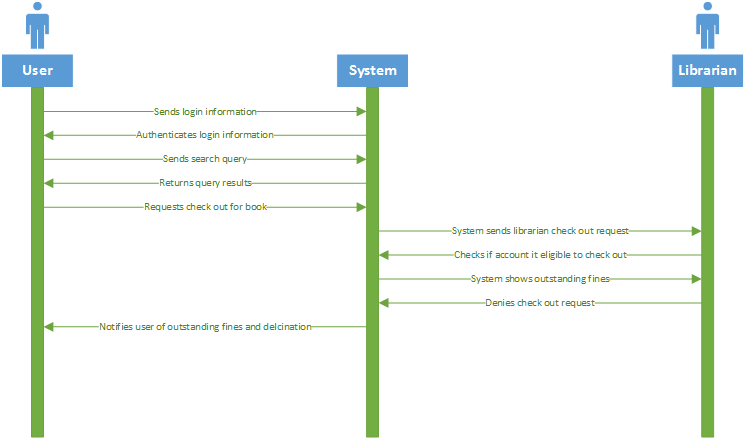 User
System
Librarian
Sends login information
Authenticates login information
Sends search query
Returns query results
Requests check out for book
System sends librarian check out request
Checks if account it eligible to check out
System shows outstanding fines
Denies check out request
Notifies user of outstanding fines and delcination